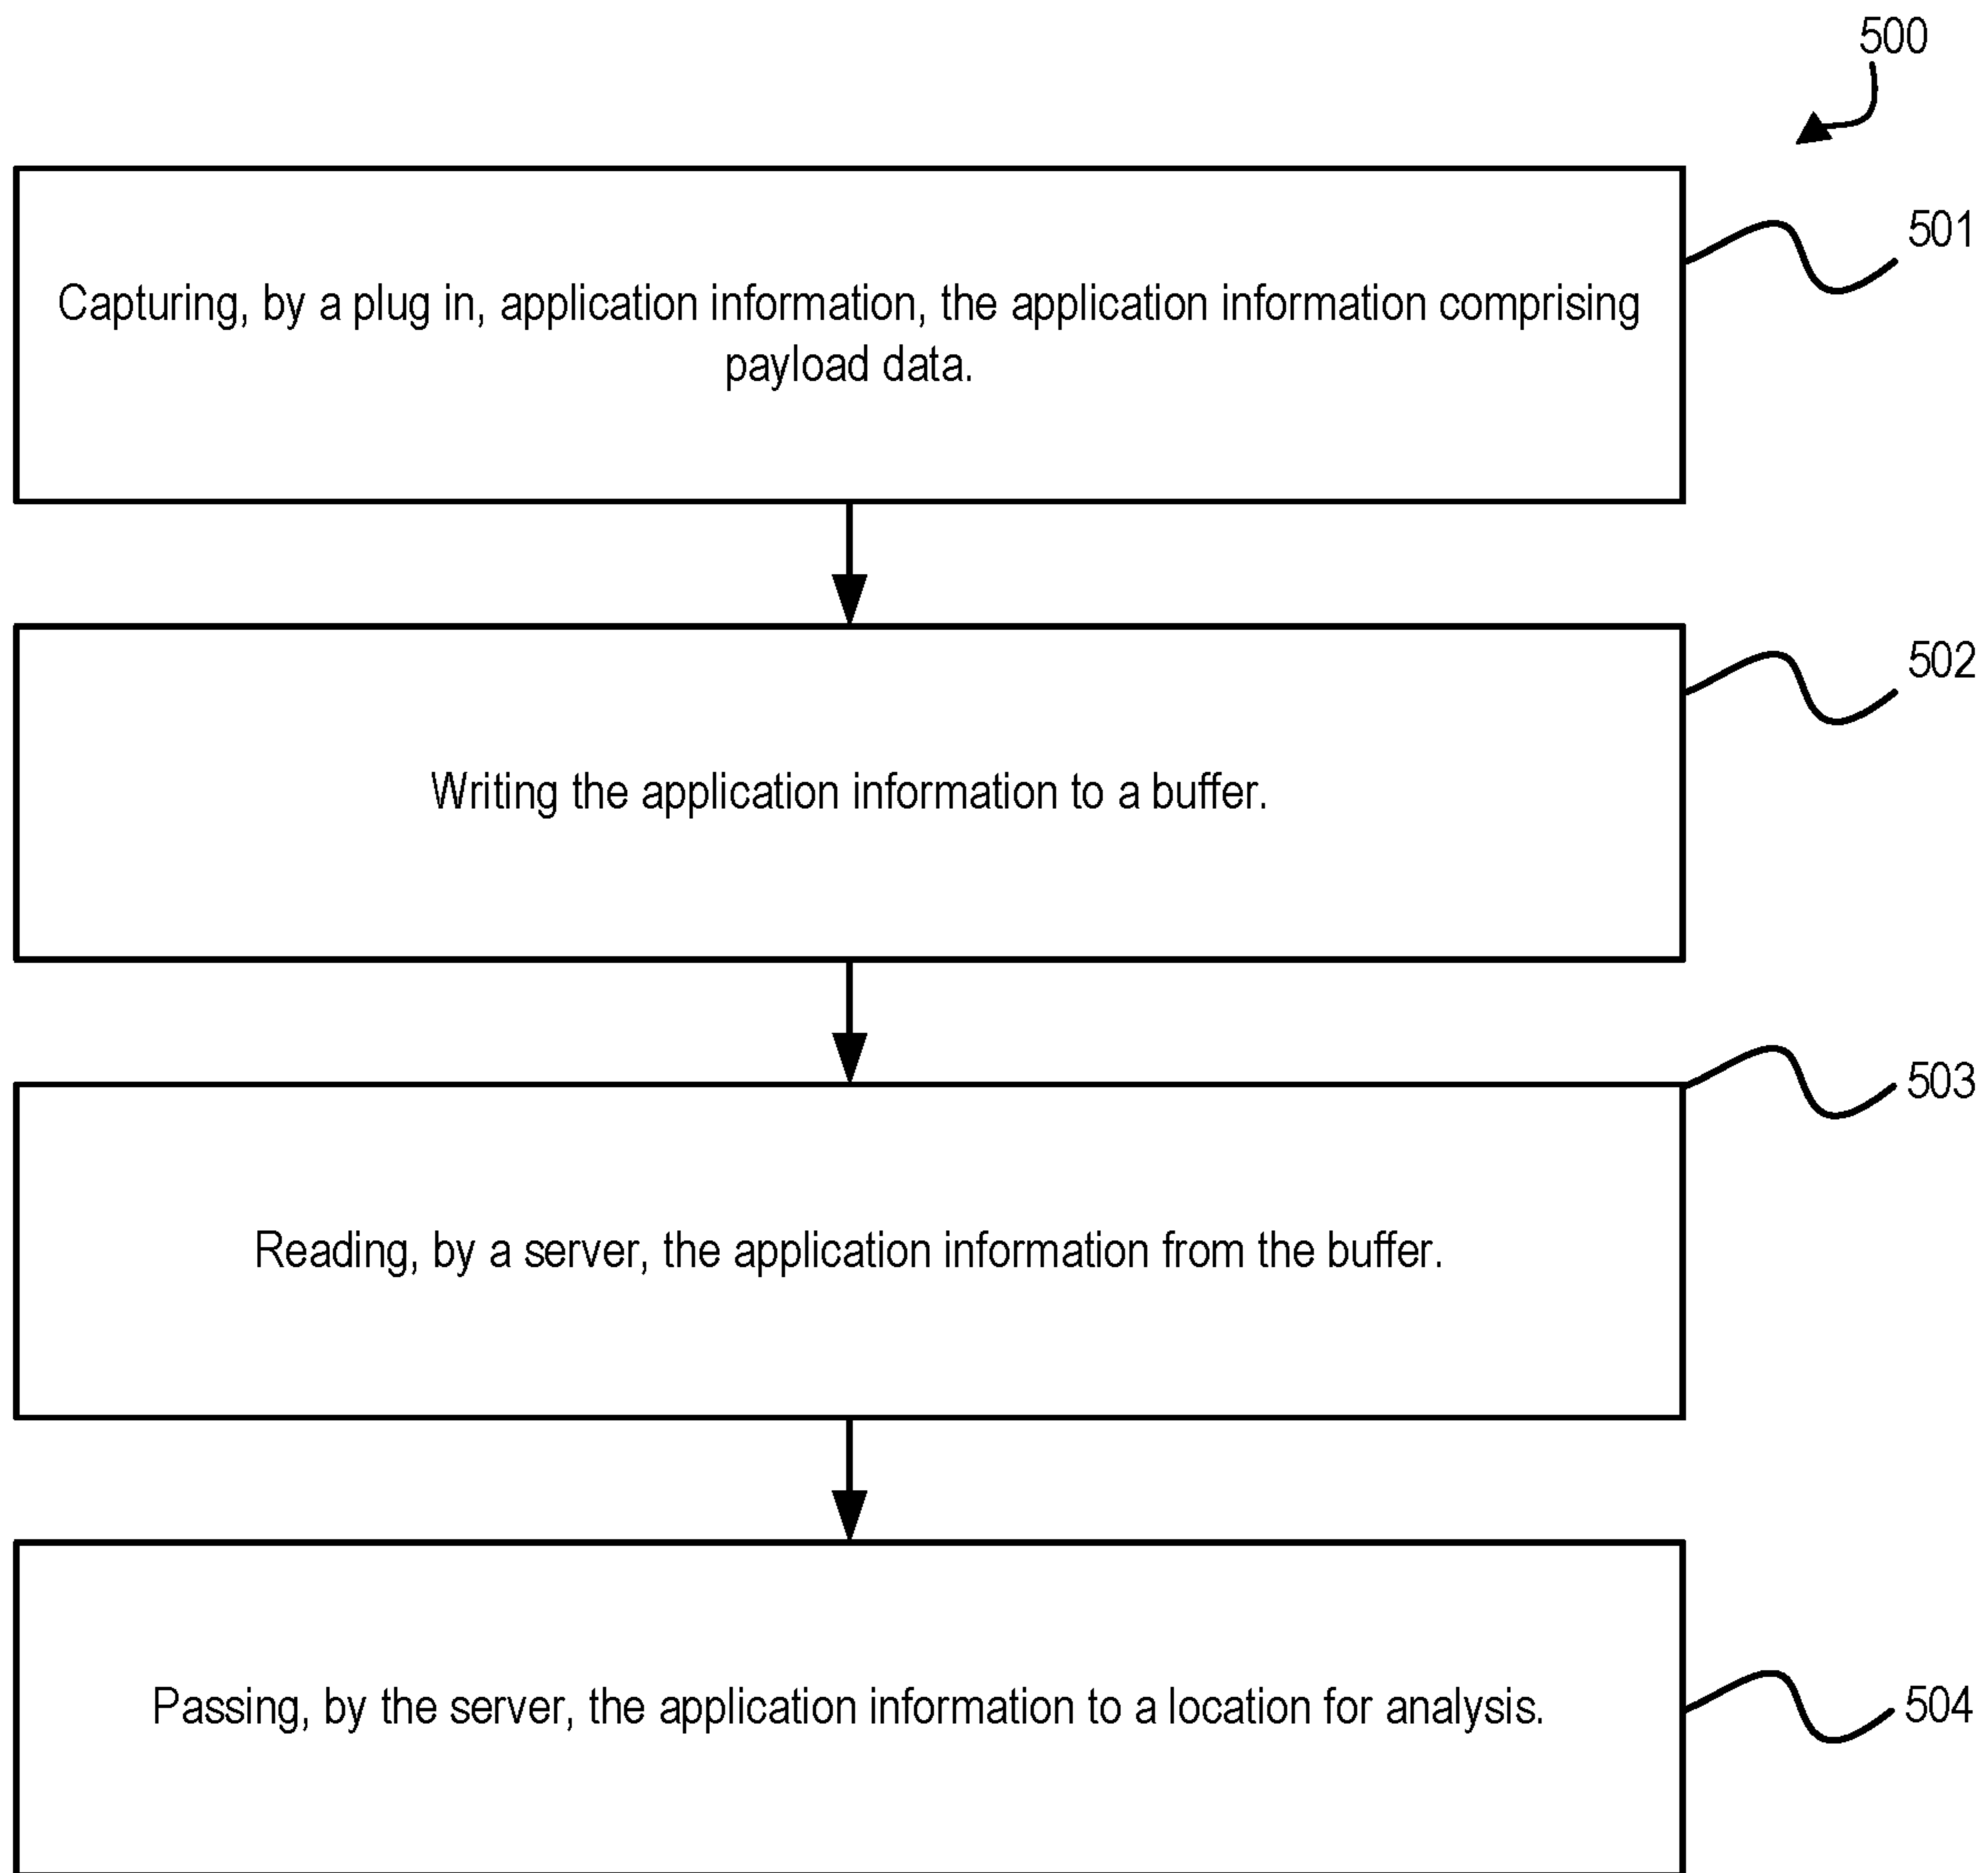 500
501
Capturing, by a plug in, application information, the application information comprising
payload data.
502
Writing the application information to a buffer.
503
Reading, by a server, the application information from the buffer.
504
Passing, by the server, the application information to a location for analysis.